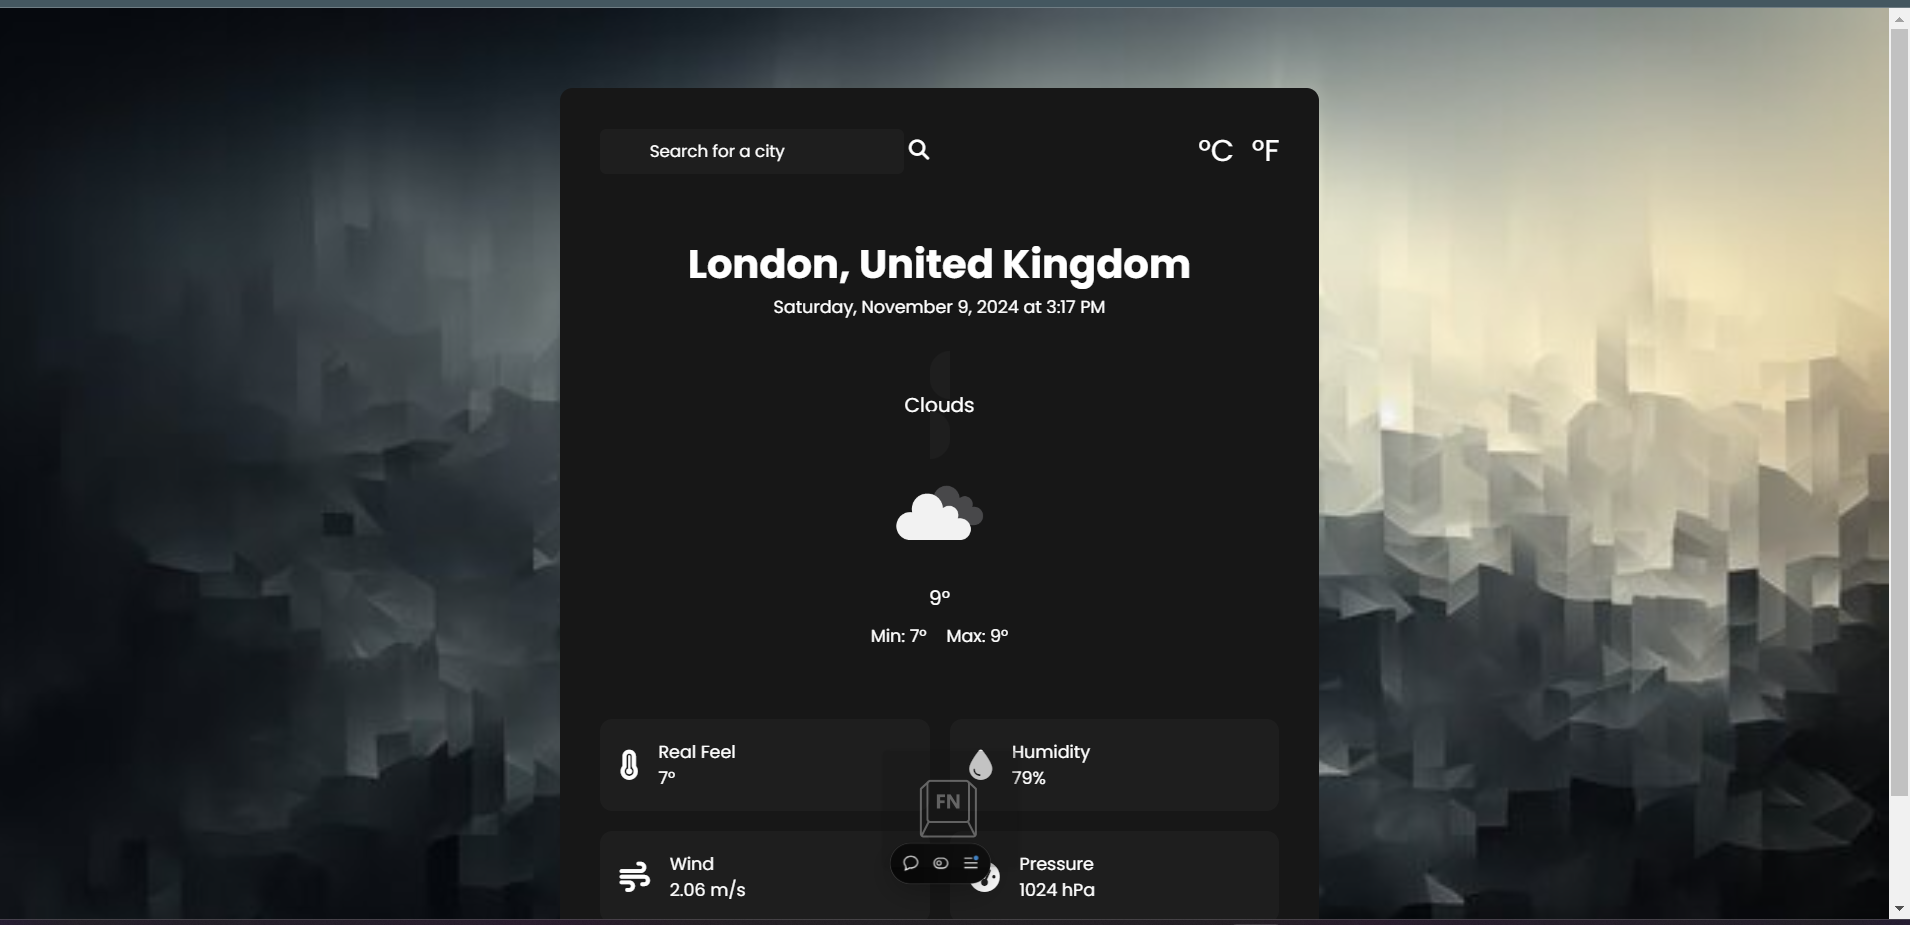 Search for a city
°C °F
London, United Kingdom
Saturday, November 9, 2024 at 3:17 PM
Clouds
9°
Min: 7° Max: 9°
Real Feel
7°
Humidity
79%
FN
Wind
2.06 m/s
Pressure
1024 hPa